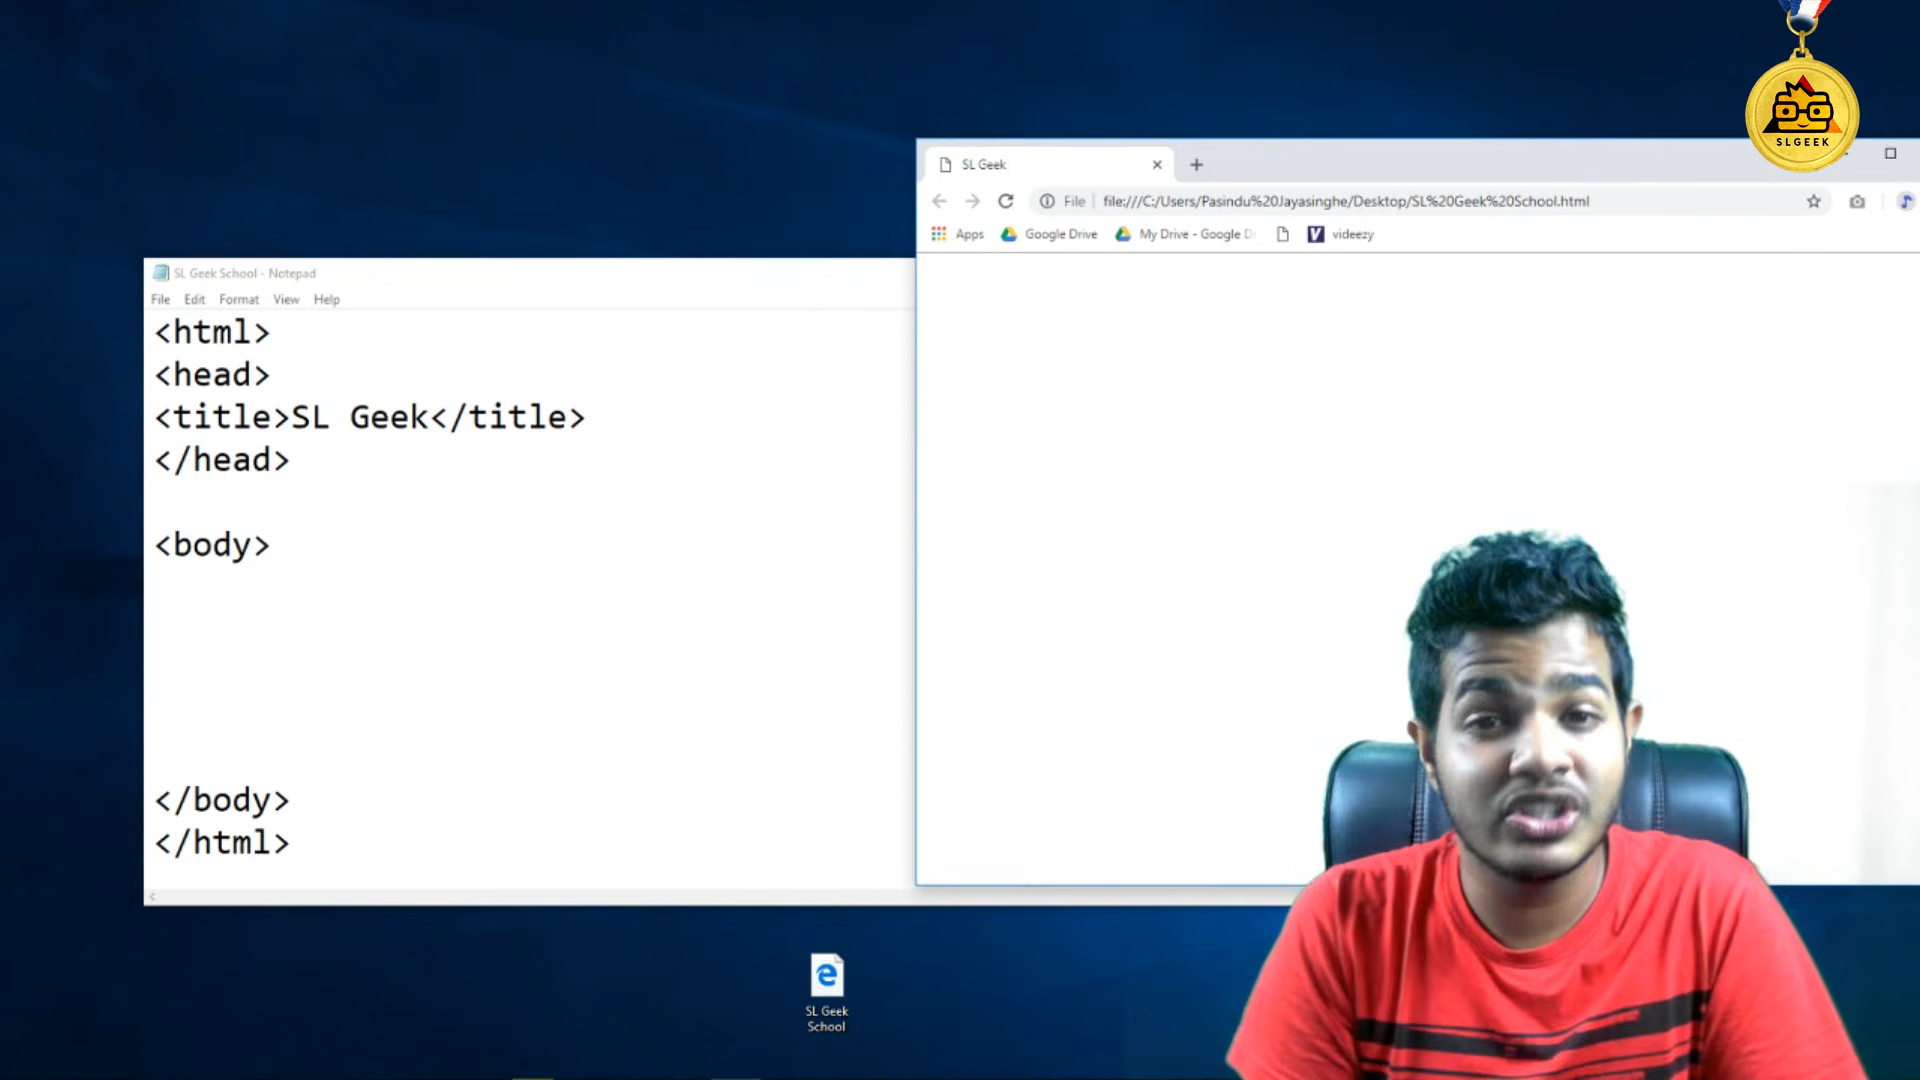 SLGEEK
SL Geek
File
file:///C:/Users/Pasindu%20Jayasinghe/Desktop/SL%20Geek%20School.html
Apps
Google Drive
My Drive - Google D
videezy
SL Geek School - Notepad
File Edit Format View Help
<html>
<head>
<title>SL Geek</title>
</head>
<body>
</body>
</html>
SL Geek
School